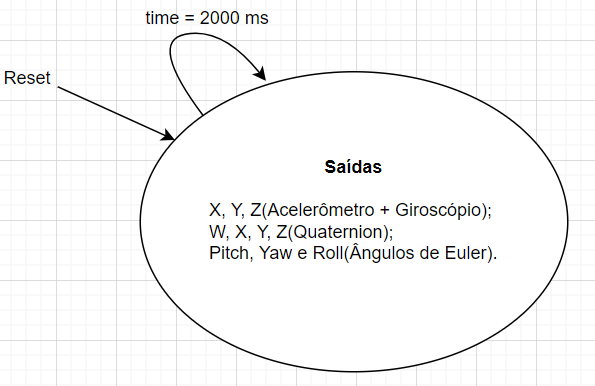 time = 2000 ms
Reset
Saídas
X, Y, Z(Acelerômetro + Giroscópio);
W, X, Y, Z(Quaternion);
Pitch, Yaw e Roll(Ângulos de Euler).